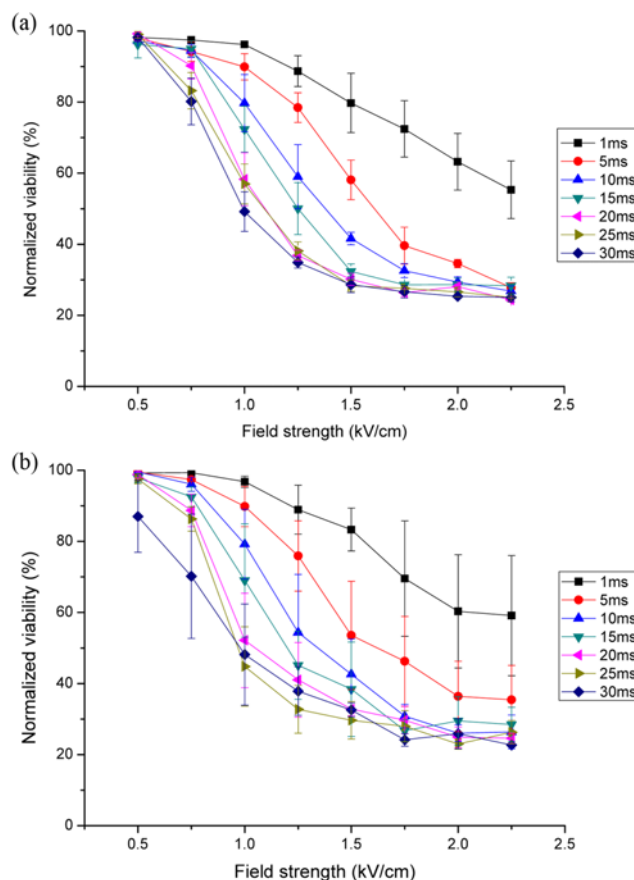 (a)
100
80
60
40
20
0
Normalized viability (%)
0.5 1.0 1.5 2.0 2.5
Field strength (kV/cm)
1ms
5ms
10ms
15ms
20ms
25ms
30ms
(b)
100
80
60
40
20
0
Normalized viability (%)
0.5 1.0 1.5 2.0 2.5
Field strength (kV/cm)
1ms
5ms
10ms
15ms
20ms
25ms
30ms